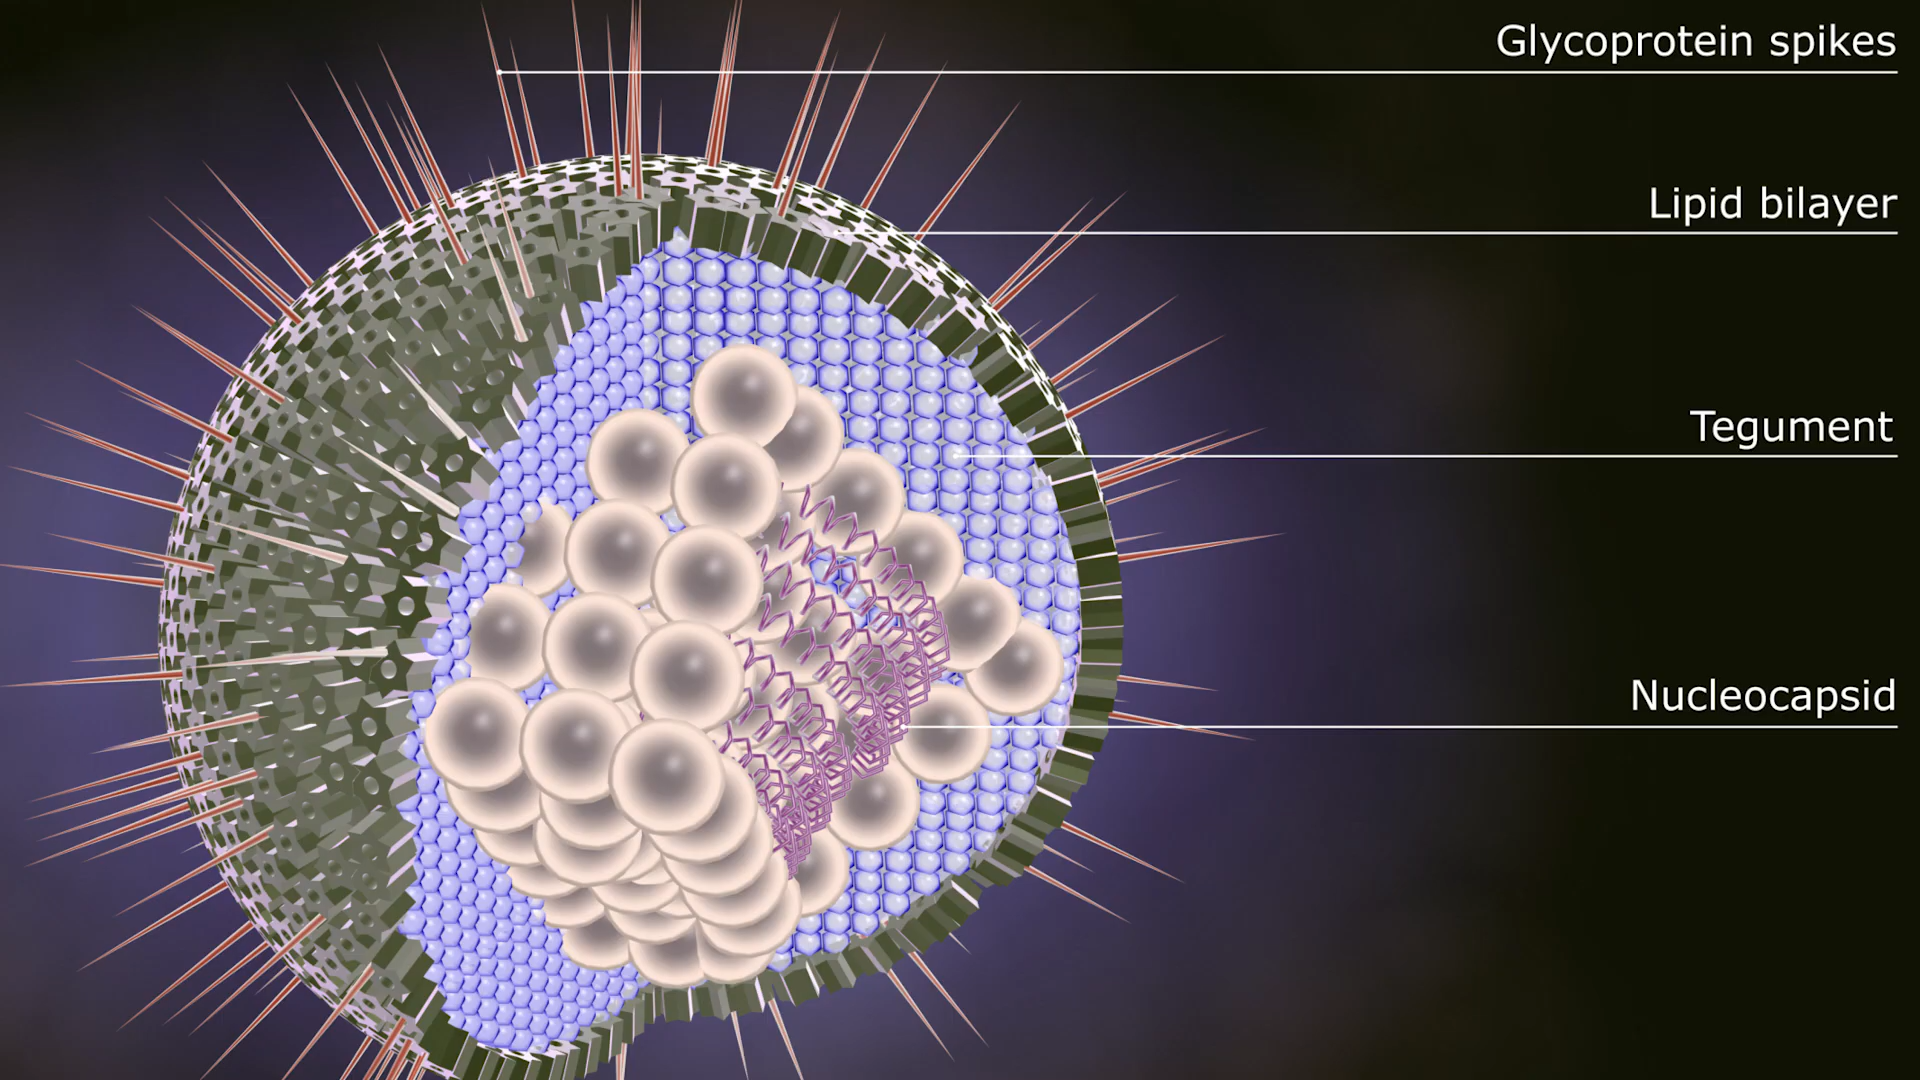 Glycoprotein spikes
Lipid bilayer
Tegument
Nucleocapsid